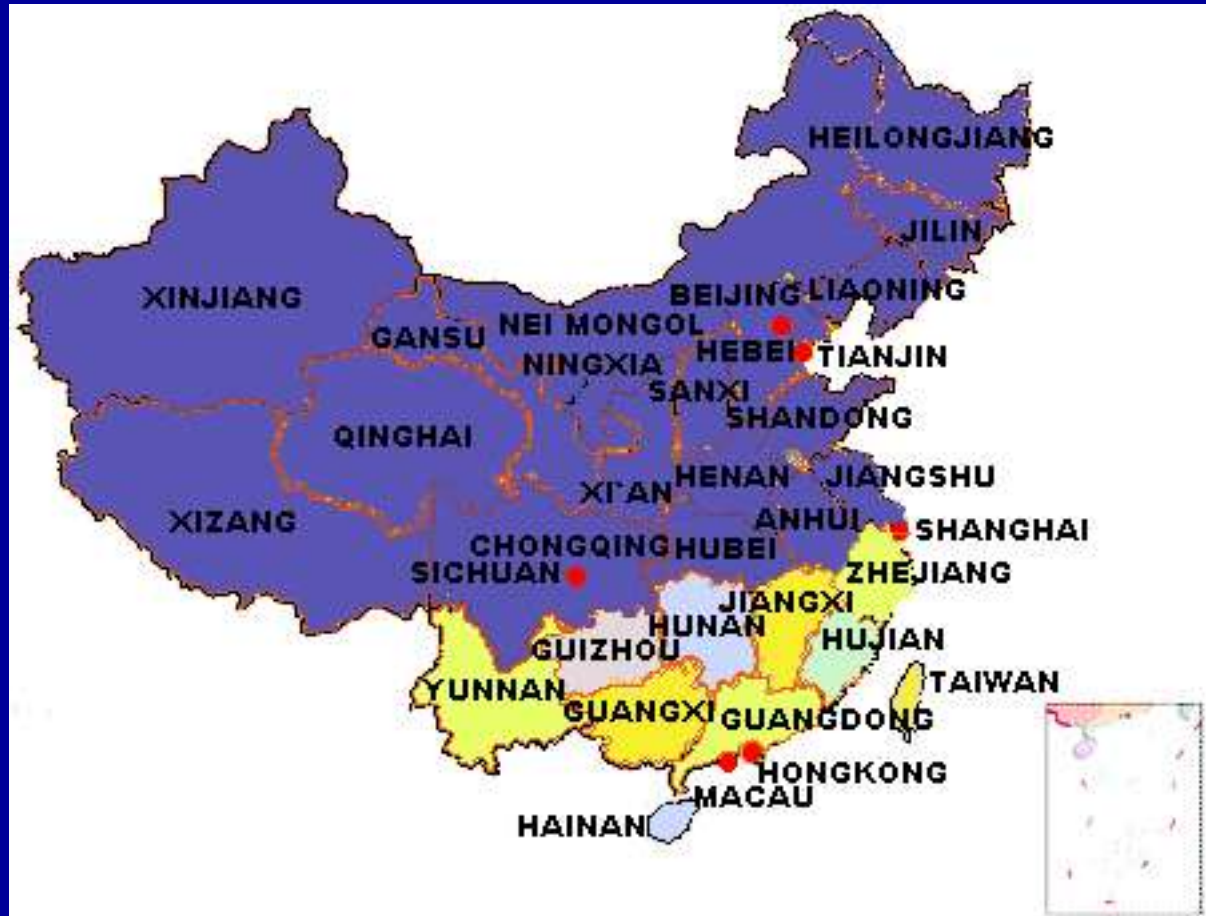 HEILONGJIANG
JILIN
XINJIANG
BEIJING
LIAONING
GANSU
NEI MONGOL
HEBEI
TIANJIN
NINGXIA
SANXI
SHANDONG
QINGHAI
HENAN
JIANGSHU
XI'AN
XIZANG
ANHUI
SHANGHAI
CHONGQING
HUBEI
SICHUAN
ZHEJIANG
JIANGXI
HUNAN
HUJIAN
GUIZHOU
TAIWAN
YUNNAN
GUANGXI
GUANGDONG
HONGKONG
MACAU
HAINAN